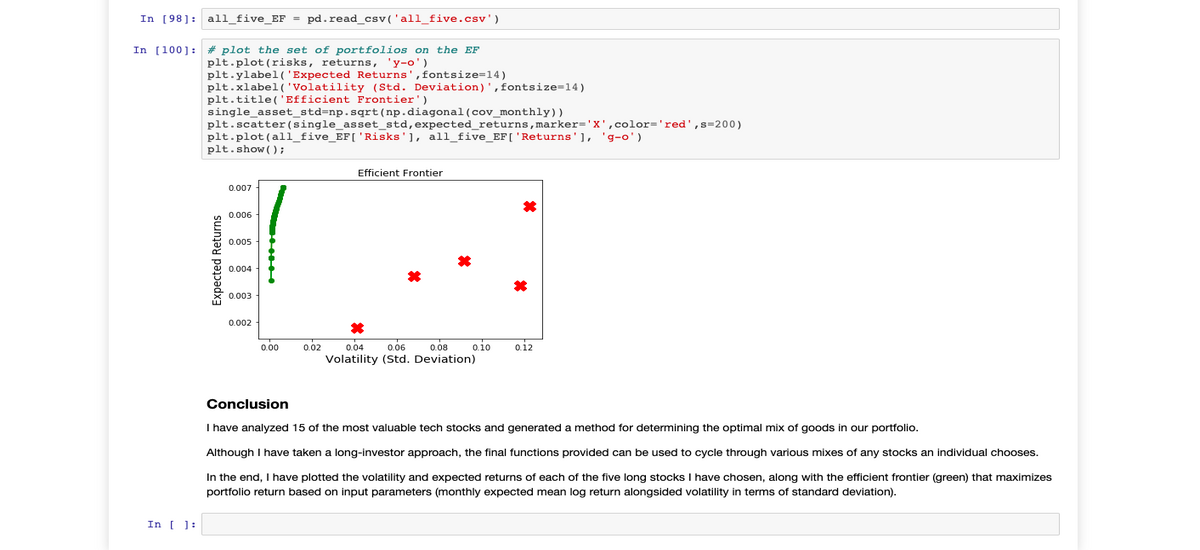 In [98]: all_five_EF = pd.read_csv('all_five.csv')
In [100]: # plot the set of portfolios on the EF
plt.plot(risks, returns, 'y-o')
plt.ylabel('Expected Returns',fontsize=14)
plt.xlabel('Volatility (Std. Deviation)',fontsize=14)
plt.title('Efficient Frontier')
single_asset_std=np.sqrt(np.diagonal(cov_monthly))
plt.scatter(single_asset_std,expected_returns,marker='X',color='red',s=200)
plt.plot(all_five_EF['Risks'], all_five_EF['Returns'], 'g-o')
plt.show();
Efficient Frontier
0.007
0.006
0.005
0.004
0.003
0.002
Expected Returns
0.00 0.02 0.04 0.06 0.08 0.10 0.12
Volatility (Std. Deviation)
Conclusion
I have analyzed 15 of the most valuable tech stocks and generated a method for determining the optimal mix of goods in our portfolio.
Although I have taken a long-investor approach, the final functions provided can be used to cycle through various mixes of any stocks an individual chooses.
In the end, I have plotted the volatility and expected returns of each of the five long stocks I have chosen, along with the efficient frontier (green) that maximizes
portfolio return based on input parameters (monthly expected mean log return alongsided volatility in terms of standard deviation).
In [ ]: